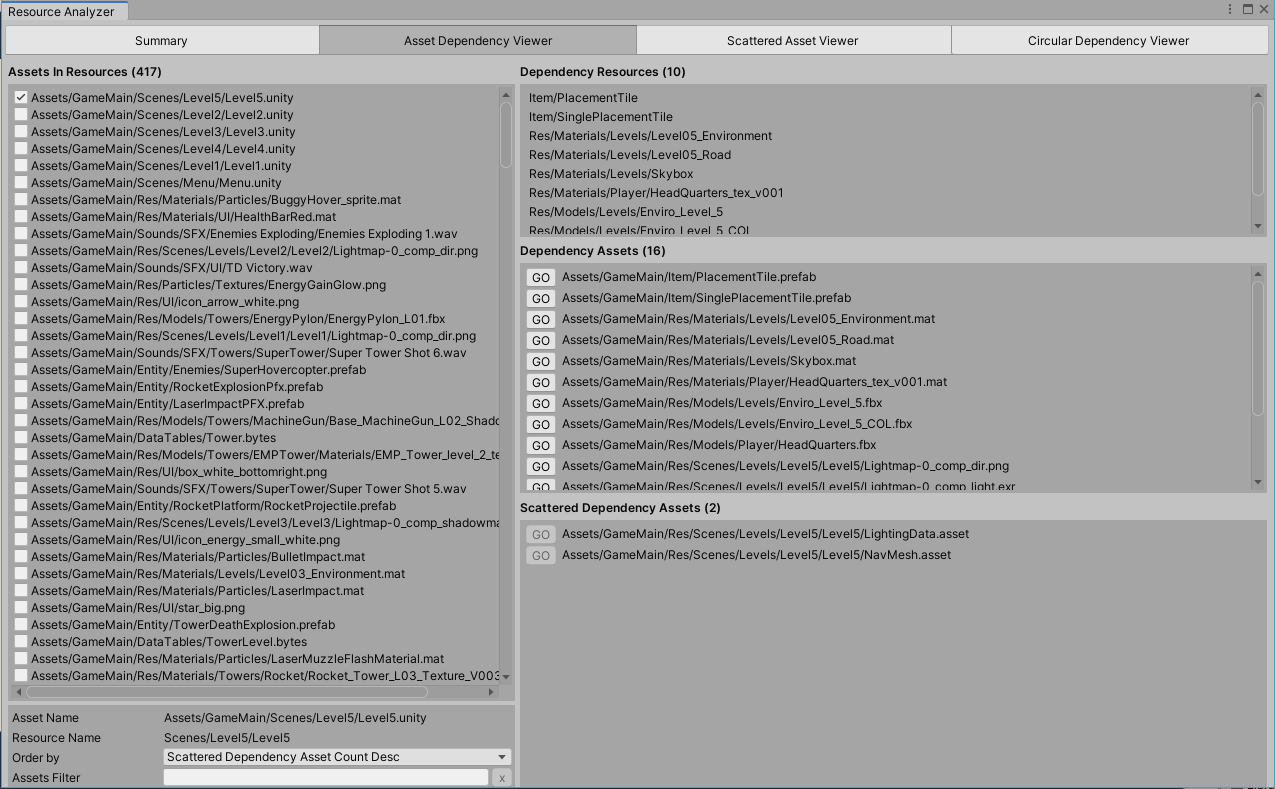 Resource Analyzer
Summary
Asset Dependency Viewer
Scattered Asset Viewer
Circular Dependency Viewer
Assets In Resources (417)
Assets/GameMain/Scenes/Level5/Level5.unity
Assets/GameMain/Scenes/Level2/Level2.unity
Assets/GameMain/Scenes/Level3/Level3.unity
Assets/GameMain/Scenes/Level4/Level4.unity
Assets/GameMain/Scenes/Level1/Level1.unity
Assets/GameMain/Scenes/Menu/Menu.unity
Assets/GameMain/Res/Materials/Particles/BuggyHover_sprite.mat
Assets/GameMain/Res/Materials/UI/HealthBarRed.mat
Assets/GameMain/Sounds/SFX/Enemies Exploding/Enemies Exploding 1.wav
Assets/GameMain/Res/Scenes/Levels/Level2/Level2/Lightmap-0_comp_dir.png
Assets/GameMain/Sounds/SFX/UI/TD Victory.wav
Assets/GameMain/Res/Particles/Textures/EnergyGainGlow.png
Assets/GameMain/Res/UI/icon_arrow_white.png
Assets/GameMain/Res/Models/Towers/EnergyPylon/EnergyPylon_L01.fbx
Assets/GameMain/Res/Scenes/Levels/Level1/Level1/Lightmap-0_comp_dir.png
Assets/GameMain/Sounds/SFX/Towers/SuperTower/Super Tower Shot 6.wav
Assets/GameMain/Entity/Enemies/SuperHovercopter.prefab
Assets/GameMain/Entity/RocketExplosionPfx.prefab
Assets/GameMain/Entity/LaserImpactPFX.prefab
Assets/GameMain/Res/Models/Towers/MachineGun/Base_MachineGun_L02_Shado
Assets/GameMain/DataTables/Tower.bytes
Assets/GameMain/Res/Models/Towers/EMPTower/Materials/EMP_Tower_level_2_te
Assets/GameMain/Res/UI/box_white_bottomright.png
Assets/GameMain/Sounds/SFX/Towers/SuperTower/Super Tower Shot 5.wav
Assets/GameMain/Entity/RocketPlatform/RocketProjectile.prefab
Assets/GameMain/Res/Scenes/Levels/Level3/Level3/Lightmap-0_comp_shadowma
Assets/GameMain/Res/UI/icon_energy_small_white.png
Assets/GameMain/Res/Materials/Particles/BulletImpact.mat
Assets/GameMain/Res/Materials/Levels/Level03_Environment.mat
Assets/GameMain/Res/Materials/Particles/LaserImpact.mat
Assets/GameMain/Res/UI/star_big.png
Assets/GameMain/Entity/TowerDeathExplosion.prefab
Assets/GameMain/DataTables/TowerLevel.bytes
Assets/GameMain/Res/Materials/Particles/LaserMuzzleFlashMaterial.mat
Assets/GameMain/Res/Materials/Towers/Rocket/Rocket_Tower_L03_Texture_V003
Asset Name Assets/GameMain/Scenes/Level5/Level5.unity
Resource Name Scenes/Level5/Level5
Order by Scattered Dependency Asset Count Desc
Assets Filter x
Dependency Resources (10)
Item/PlacementTile
Item/SinglePlacementTile
Res/Materials/Levels/Level05_Environment
Res/Materials/Levels/Level05_Road
Res/Materials/Levels/Skybox
Res/Materials/Player/HeadQuarters_tex_v001
Res/Models/Levels/Enviro_Level_5
Res/Models/Levels/Enviro_Level_5_COL
Dependency Assets (16)
GO Assets/GameMain/Item/PlacementTile.prefab
GO Assets/GameMain/Item/SinglePlacementTile.prefab
GO Assets/GameMain/Res/Materials/Levels/Level05_Environment.mat
GO Assets/GameMain/Res/Materials/Levels/Level05_Road.mat
GO Assets/GameMain/Res/Materials/Levels/Skybox.mat
GO Assets/GameMain/Res/Materials/Player/HeadQuarters_tex_v001.mat
GO Assets/GameMain/Res/Models/Levels/Enviro_Level_5.fbx
GO Assets/GameMain/Res/Models/Levels/Enviro_Level_5_COL.fbx
GO Assets/GameMain/Res/Models/Player/HeadQuarters.fbx
GO Assets/GameMain/Res/Scenes/Levels/Level5/Level5/Lightmap-0_comp_dir.png
GO Assets/GameMain/Res/Scenes/Levels/Level5/Level5/Lightmap-0_comp_light.exr
Scattered Dependency Assets (2)
GO Assets/GameMain/Res/Scenes/Levels/Level5/Level5/LightingData.asset
GO Assets/GameMain/Res/Scenes/Levels/Level5/Level5/NavMesh.asset